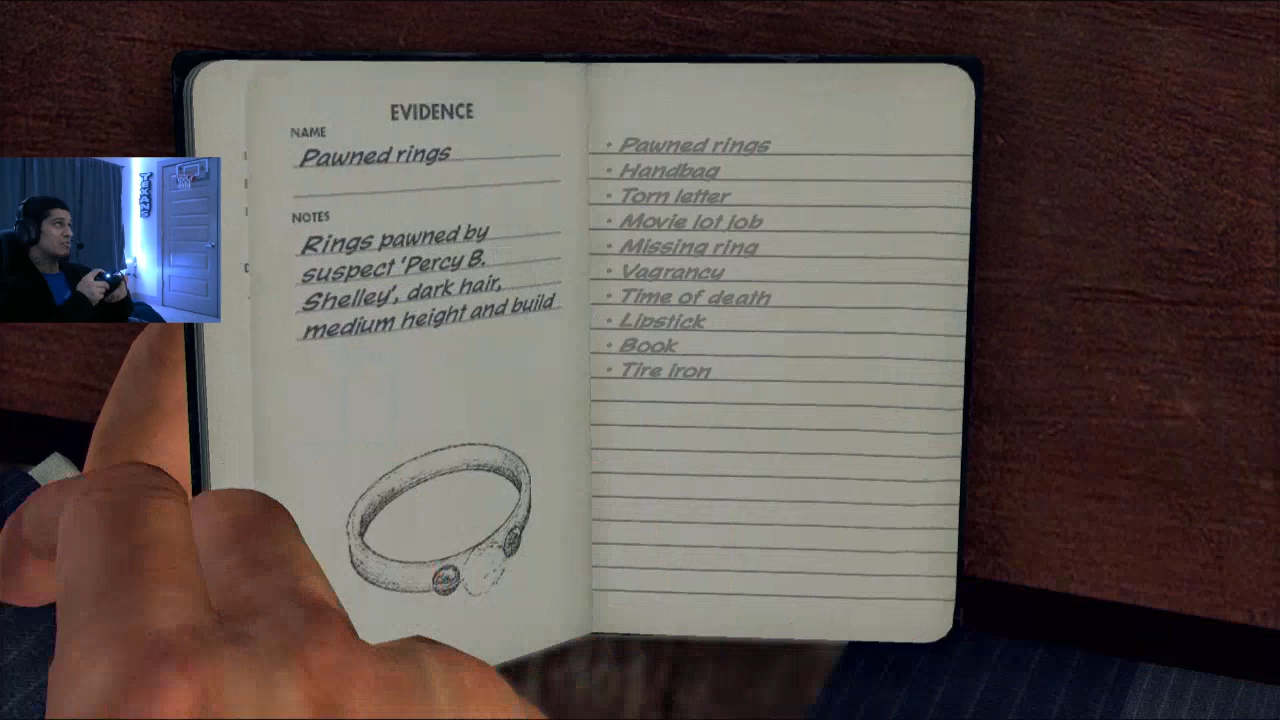 EVIDENCE
NAME
Pawned rings
NOTES
Rings pawned by
suspect 'Percy B.
Shelley', dark hair,
medium height and build
• Pawned rings
• Handbag
• Torn letter
• Movie lot job
• Missing ring
• Vagrancy
• Time of death
• Lipstick
• Book
• Tire iron
TEXANS